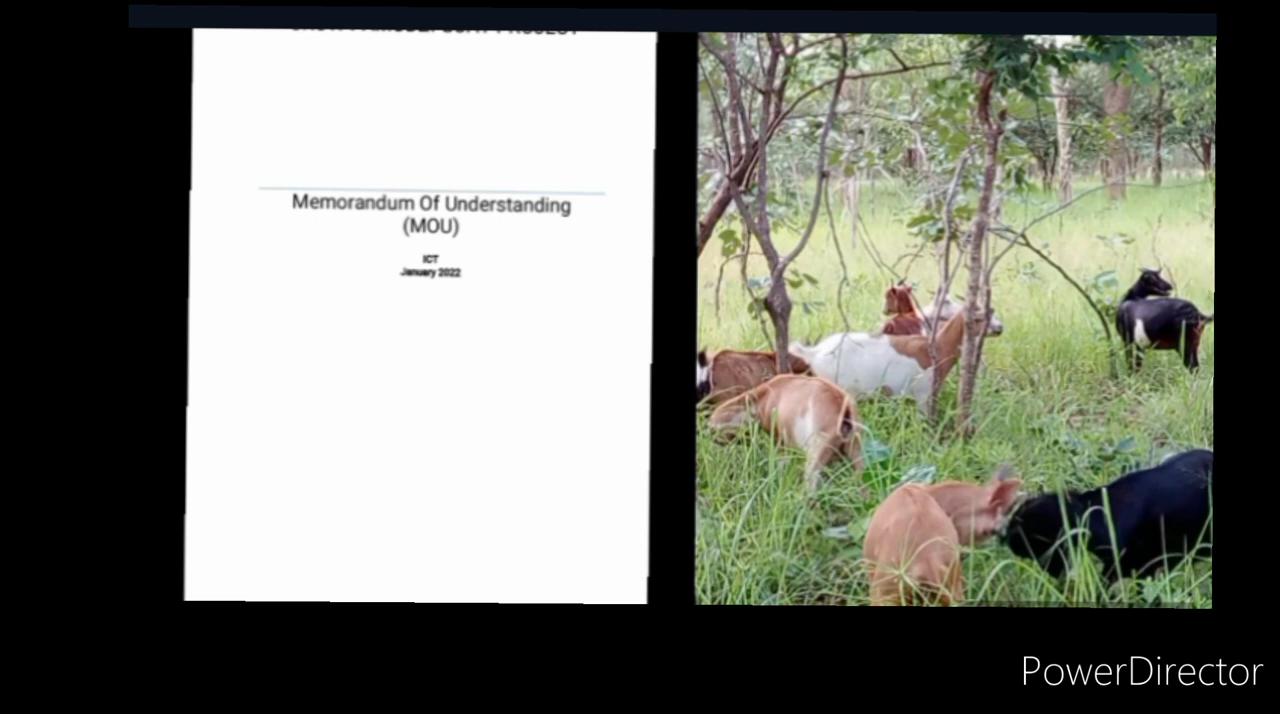 Memorandum Of Understanding
(MOU)
ICT
January 2022
PowerDirector